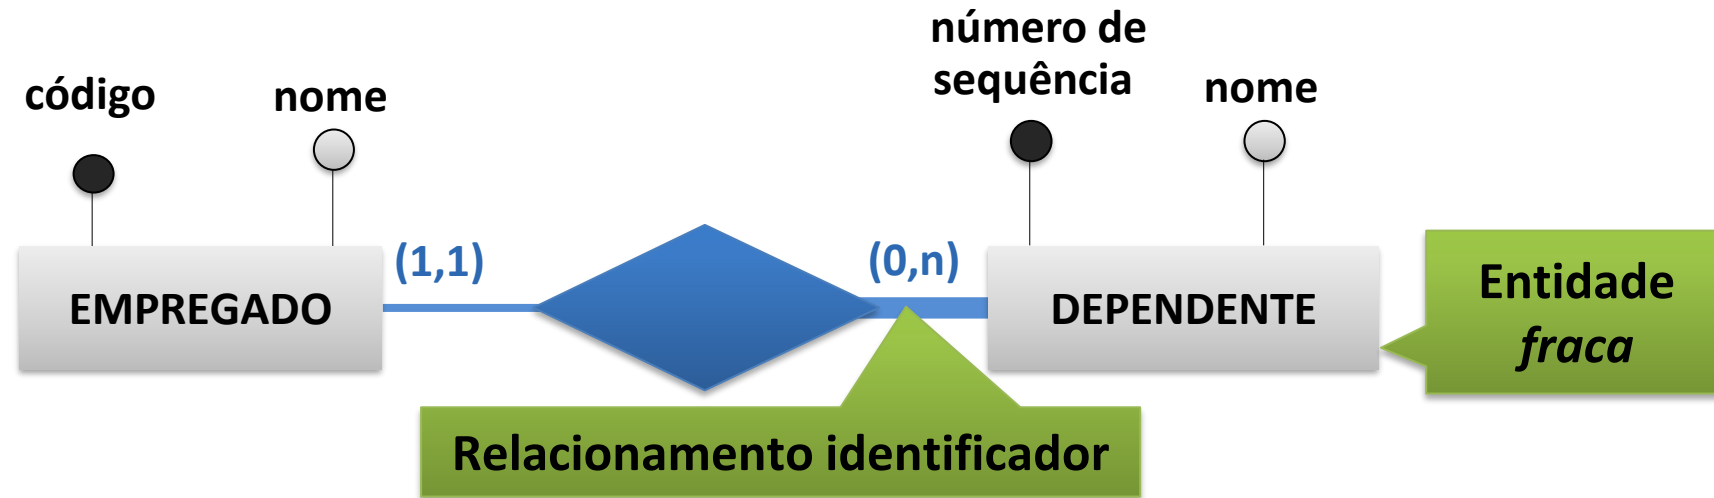 código
nome
número de
sequência
nome
EMPREGADO
(1,1)
(0,n)
DEPENDENTE
Entidade
fraca
Relacionamento identificador